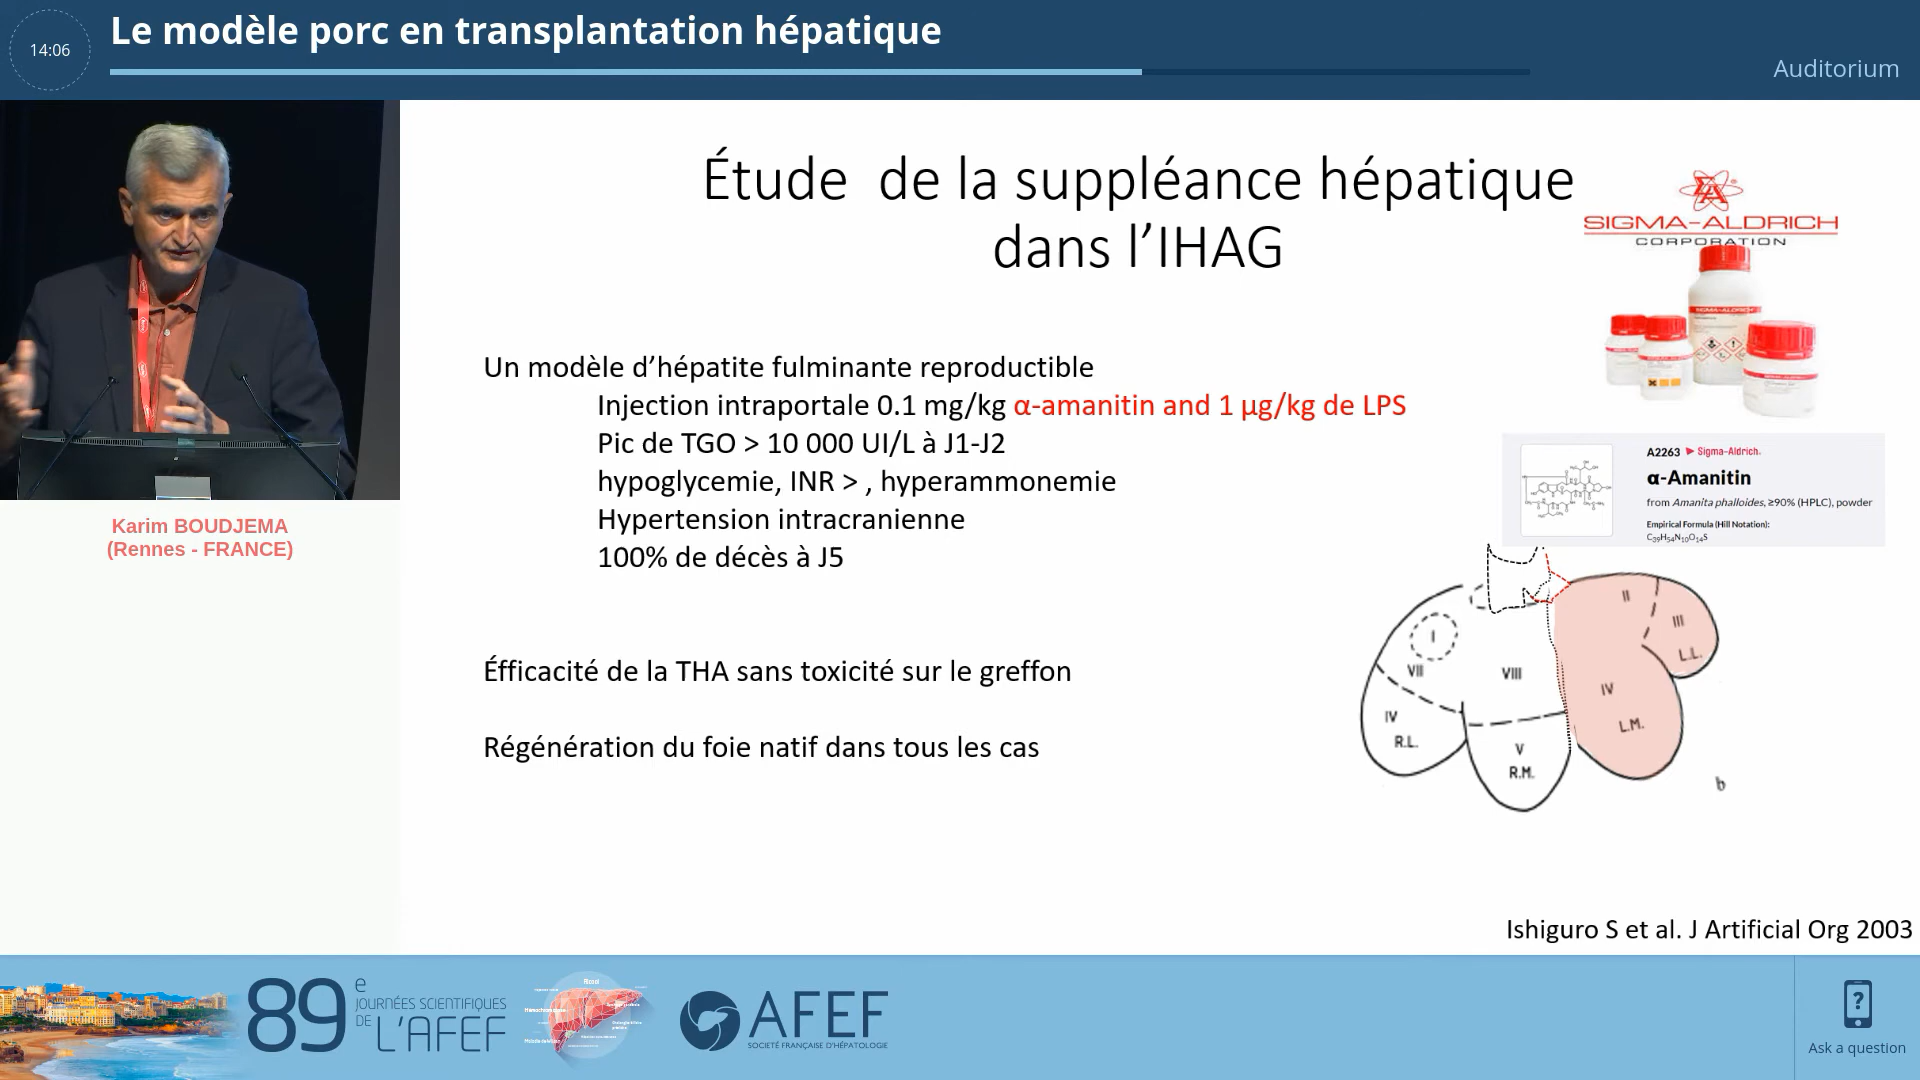 14:06
Le modèle porc en transplantation hépatique
Auditorium
Étude  de la suppléance hépatique
dans l’IHAG
SIGMA-ALDRICH
CORPORATION
SIGMA-ALDRICH
Un modèle d’hépatite fulminante reproductible
Injection intraportale 0.1 mg/kg α-amanitin and 1 µg/kg de LPS
Pic de TGO > 10 000 UI/L à J1-J2
hypoglycemie, INR > , hyperammonemie
Hypertension intracranienne
100% de décès à J5
Karim BOUDJEMA
(Rennes - FRANCE)
A2263 Sigma-Aldrich.
α-Amanitin
from Amanita phalloides, ≥90% (HPLC), powder
Empirical Formula (Hill Notation):
C39H54N10O14S
I
II
III
L.L.
VII
VIII
IV
L.M.
IV
R.L.
V
R.M.
b
Éfficacité de la THA sans toxicité sur le greffon
Régénération du foie natif dans tous les cas
Ishiguro S et al. J Artificial Org 2003
89e
JOURNÉES SCIENTIFIQUES
DE L’AFEF
AFEF
SOCIÉTÉ FRANÇAISE D’HÉPATOLOGIE
?
Ask a question